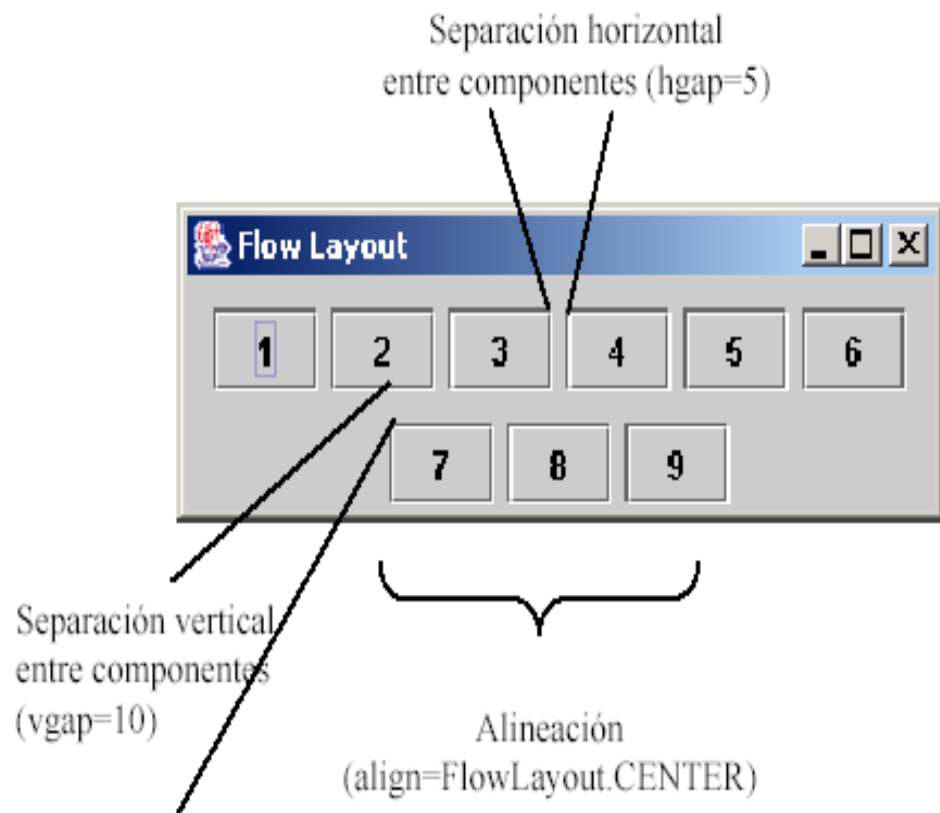 Separación horizontal
entre componentes (hgap=5)
Flow Layout
1 2 3 4 5 6
7 8 9
Separación vertical
entre componentes
(vgap=10)
Alineación
(align=FlowLayout.CENTER)